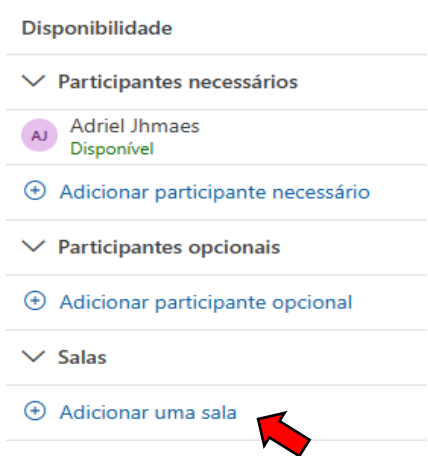 Disponibilidade
Participantes necessários
AJ
Adriel Jhmaes
Disponível
Adicionar participante necessário
Participantes opcionais
Adicionar participante opcional
Salas
Adicionar uma sala